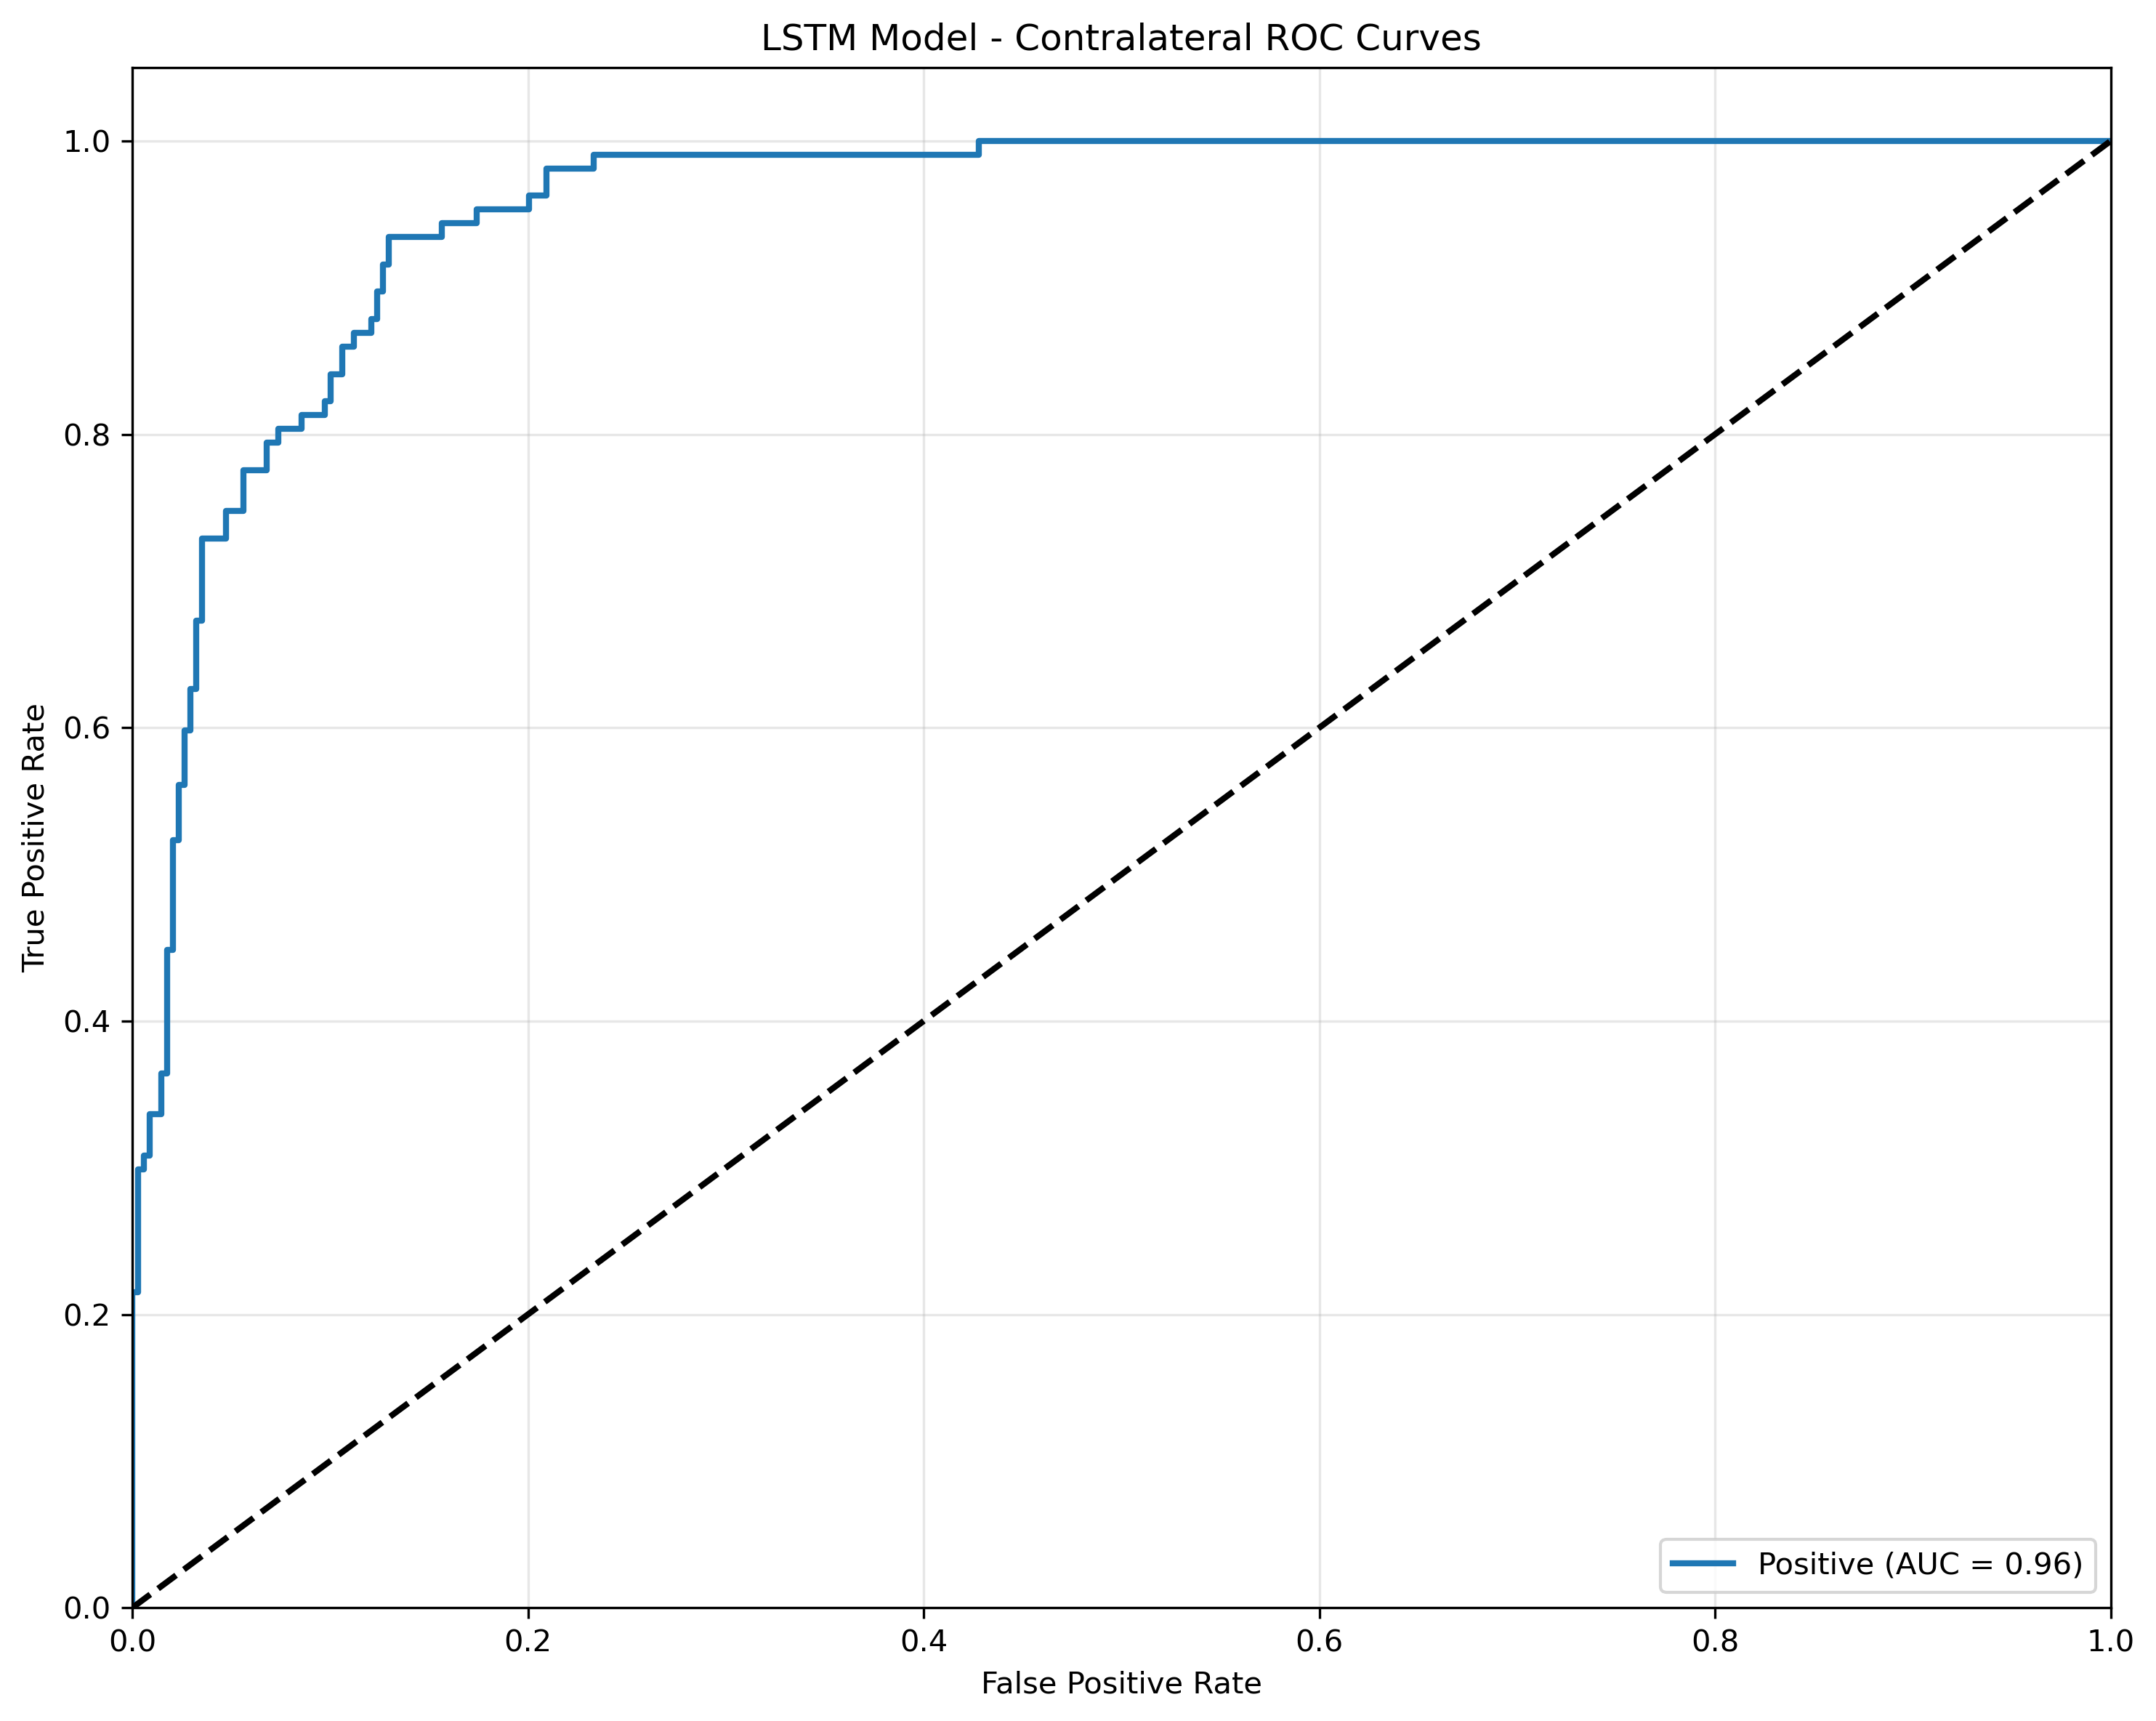 LSTM Model - Contralateral ROC Curves
True Positive Rate
1.0
0.8
0.6
0.4
0.2
0.0
0.0 0.2 0.4 0.6 0.8 1.0
False Positive Rate
Positive (AUC = 0.96)